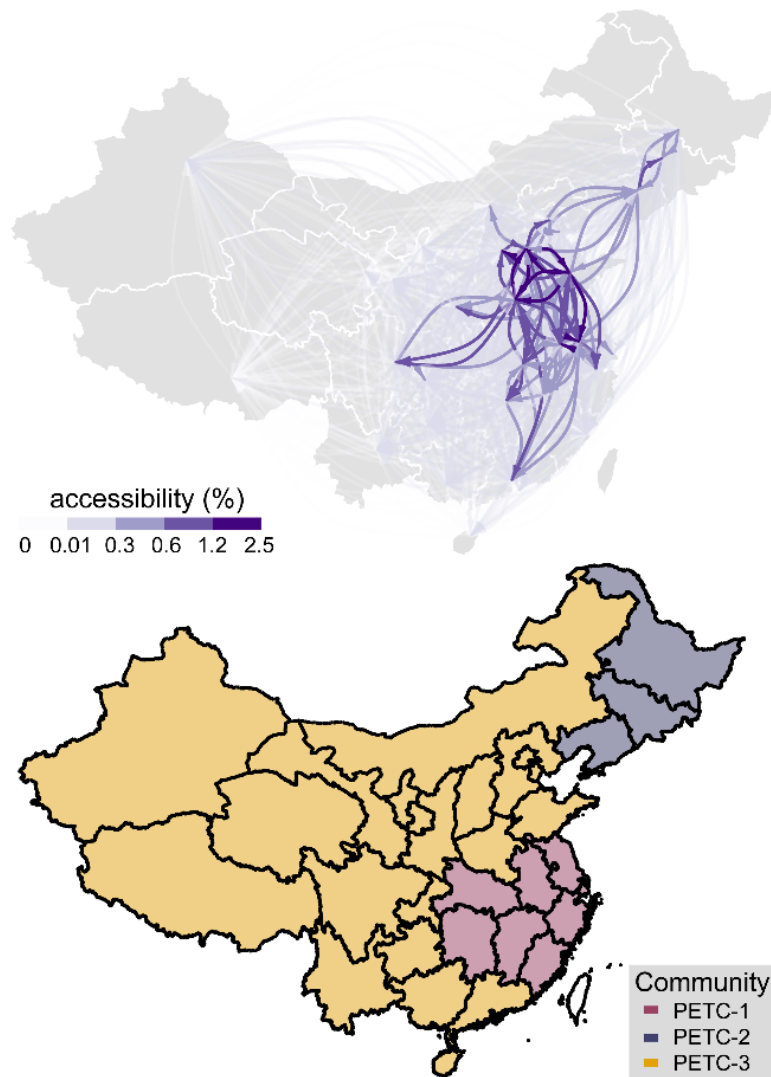 accessibility (%)
0 0.01 0.3 0.6 1.2 2.5
Community
PETC-1
PETC-2
PETC-3